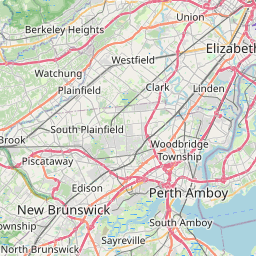 Union
Berkeley Heights
Elizabeth
Westfield
Watchung
Clark
Linden
Plainfield
South Plainfield
Brook
Woodbridge
Township
Piscataway
Edison
Perth Amboy
New Brunswick
South Amboy
ownship
Sayreville
North Brunswick